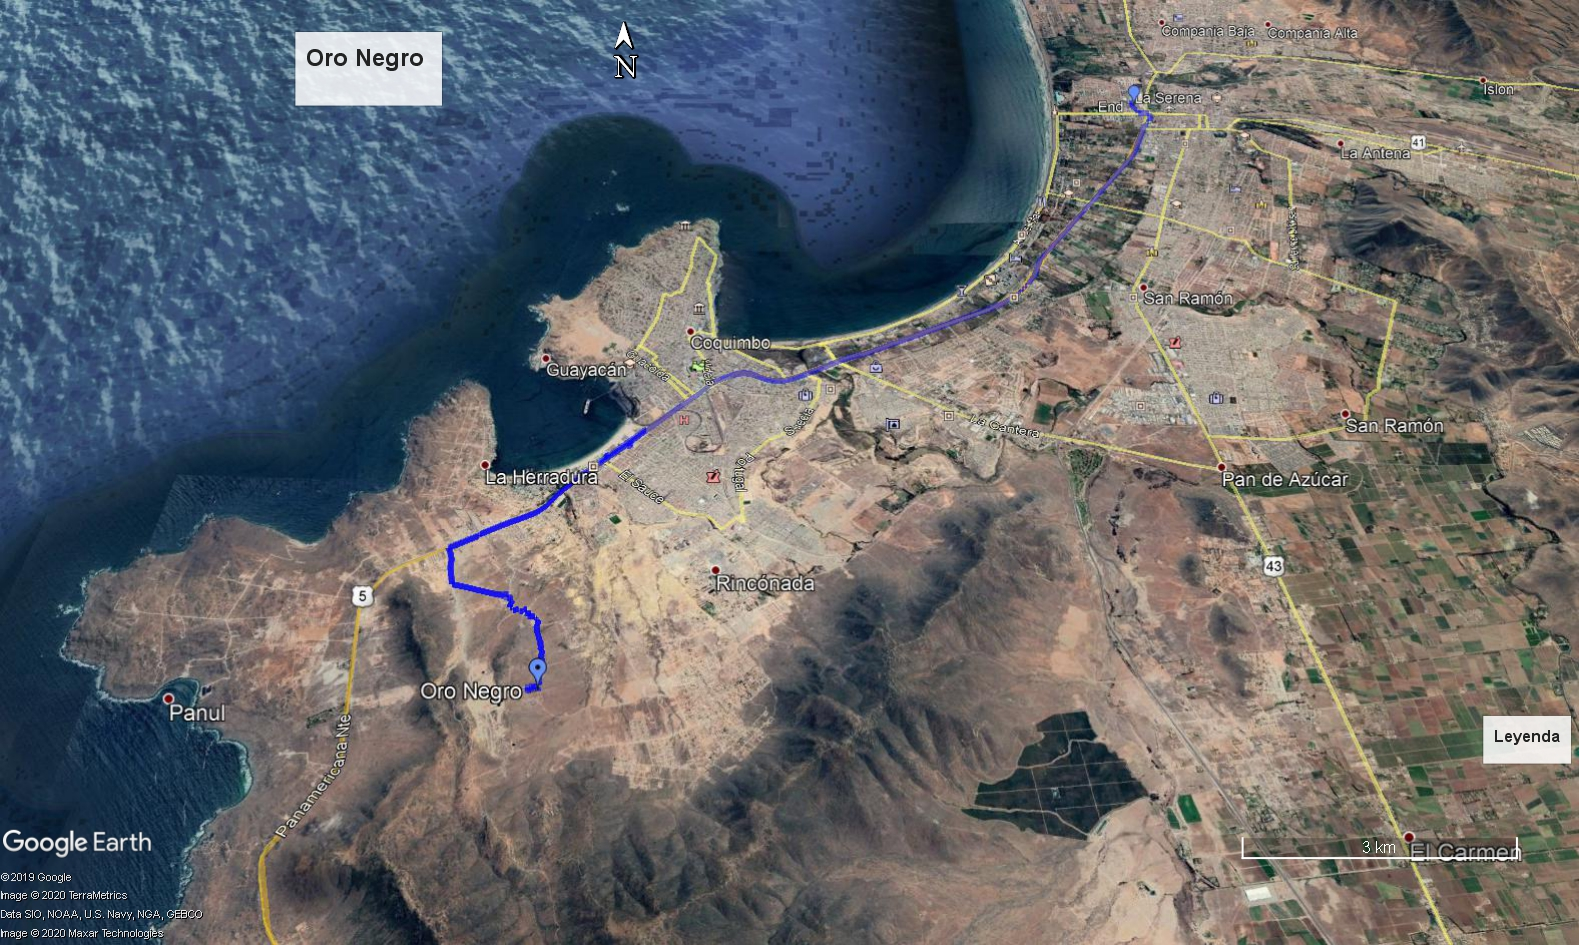 Oro Negro
N
Compañia Baja
Compañia Alta
Islon
La Serena
End
41
La Antena
San Ramón
Coquimbo
Guayacán
La Cantera
San Ramón
Suecia
La Herradura
El Sauce
Portugal
Pan de Azúcar
43
Rincónada
5
Oro Negro
Panul
Panamericana Nte
Leyenda
Google Earth
3 km
El Carmen
©2019 Google
Image © 2020 TerraMetrics
Data SIO, NOAA, U.S. Navy, NGA, GEBCO
Image © 2020 Maxar Technologies